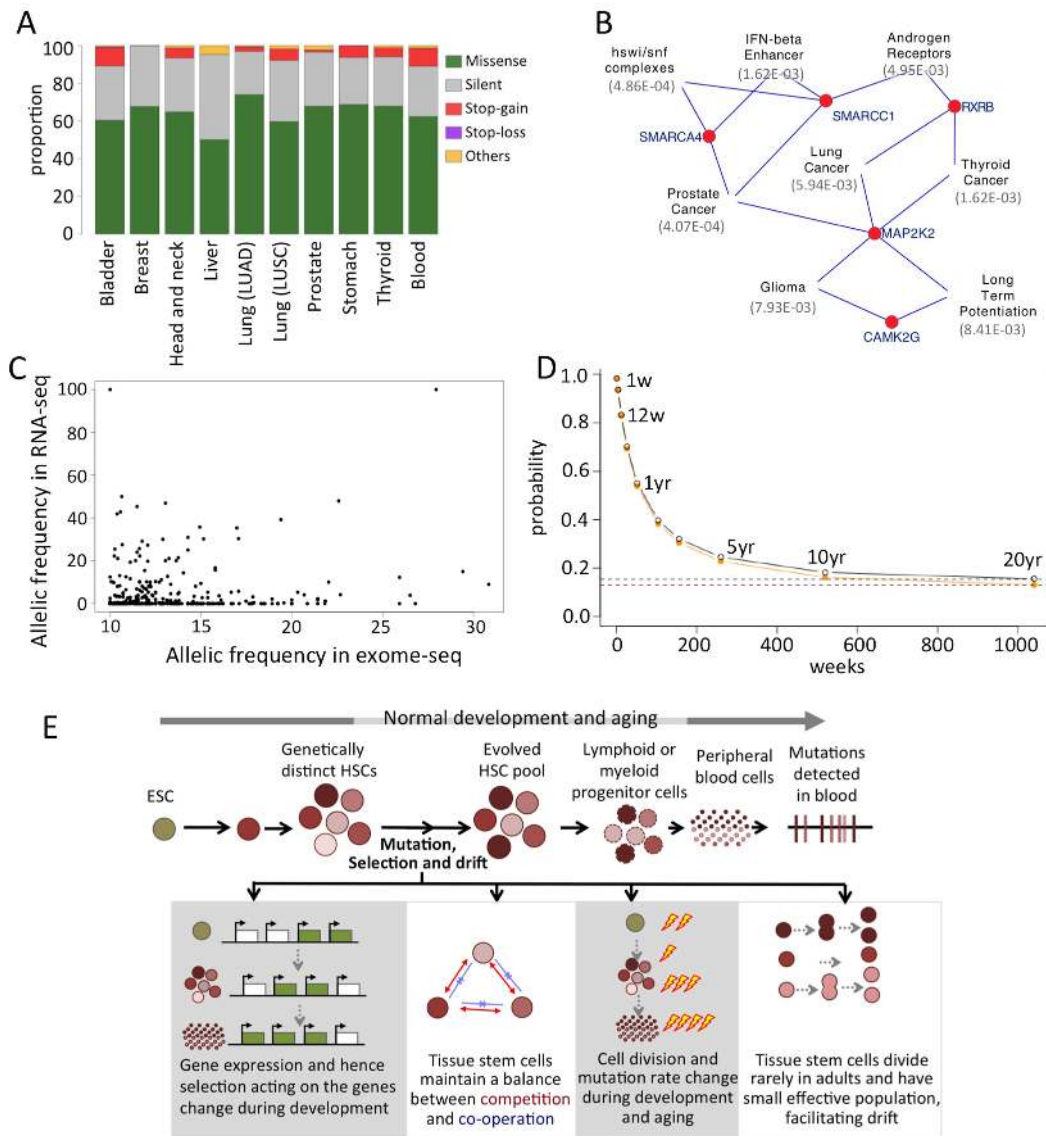 A
100
80
60
40
20
0
proportion
Missense
Silent
Stop-gain
Stop-loss
Others
Bladder
Breast
Head and neck
Liver
Lung (LUAD)
Lung (LUSC)
Prostate
Stomach
Thyroid
Blood
B
hswi/snf
complexes
(4.86E-04)
IFN-beta
Enhancer
(1.62E-03)
Androgen
Receptors
(4.95E-03)
SMARCC1
RXRB
SMARCA4
Lung
Cancer
(5.94E-03)
Thyroid
Cancer
(1.62E-03)
Prostate
Cancer
(4.07E-04)
MAP2K2
Glioma
(7.93E-03)
Long
Term
Potentiation
(8.41E-03)
CAMK2G
C
Allelic frequency in RNA-seq
100
80
60
40
20
0
10
15
20
25
30
Allelic frequency in exome-seq
D
probability
1.0
0.8
0.6
0.4
0.2
0.0
1w
12w
1yr
5yr
10yr
20yr
0
200
400
600
800
1000
weeks
E
Normal development and aging
ESC
Genetically
distinct HSCs
Evolved
HSC pool
Lymphoid or
myeloid
progenitor cells
Peripheral
blood cells
Mutations
detected
in blood
Mutation,
Selection and drift
Gene expression and hence
selection acting on the genes
change during development
Tissue stem cells
maintain a balance
between competition
and co-operation
Cell division and
mutation rate change
during development
and aging
Tissue stem cells divide
rarely in adults and have
small effective population,
facilitating drift